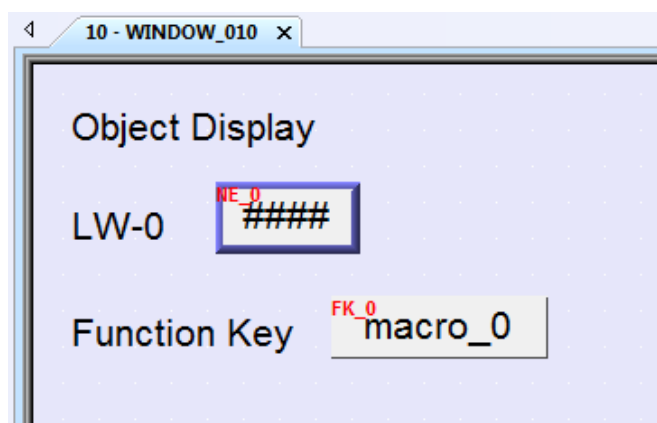 10 - WINDOW_010 X
Object Display
LW-0 NE_0 ####
Function Key FK_0 macro_0